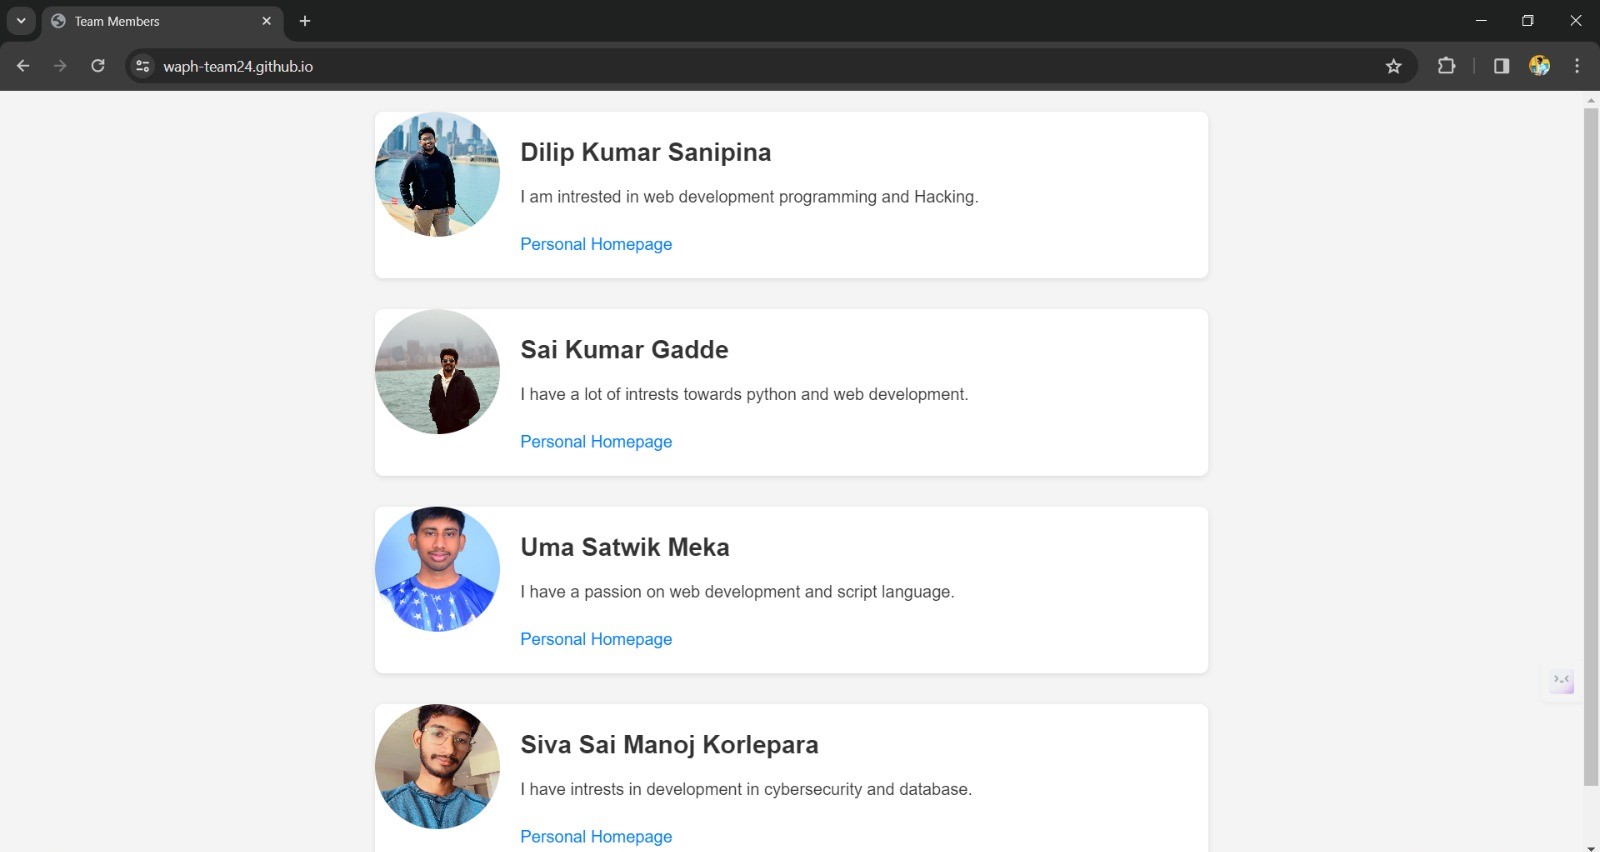 Team Members
waph-team24.github.io
Dilip Kumar Sanipina
I am intrested in web development programming and Hacking.
Personal Homepage
Sai Kumar Gadde
I have a lot of intrests towards python and web development.
Personal Homepage
Uma Satwik Meka
I have a passion on web development and script language.
Personal Homepage
Siva Sai Manoj Korlepara
I have intrests in development in cybersecurity and database.
Personal Homepage